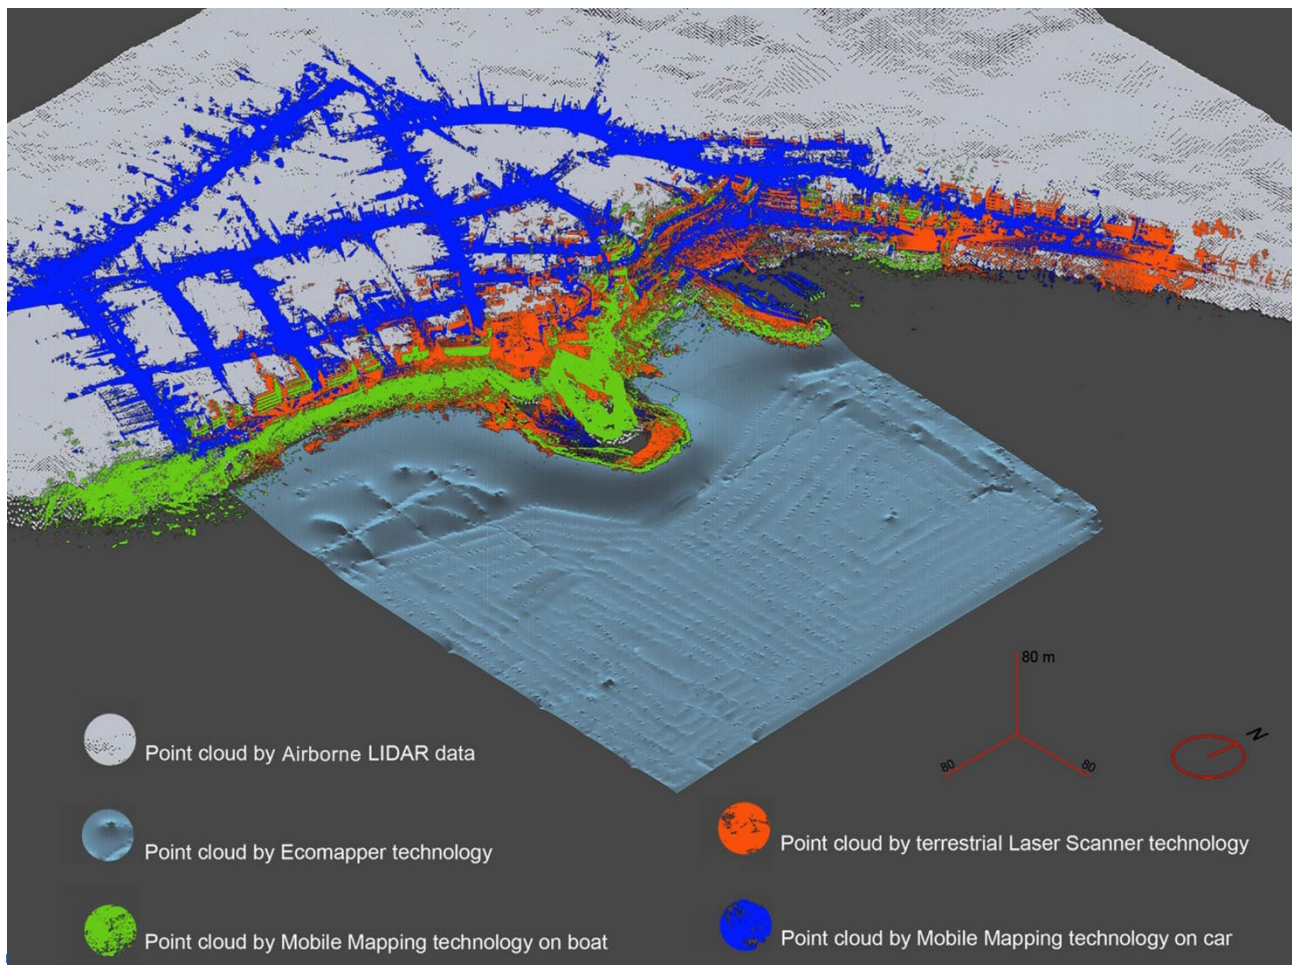 80 m
80
80
N
Point cloud by Airborne LIDAR data
Point cloud by Ecomapper technology
Point cloud by terrestrial Laser Scanner technology
Point cloud by Mobile Mapping technology on boat
Point cloud by Mobile Mapping technology on car